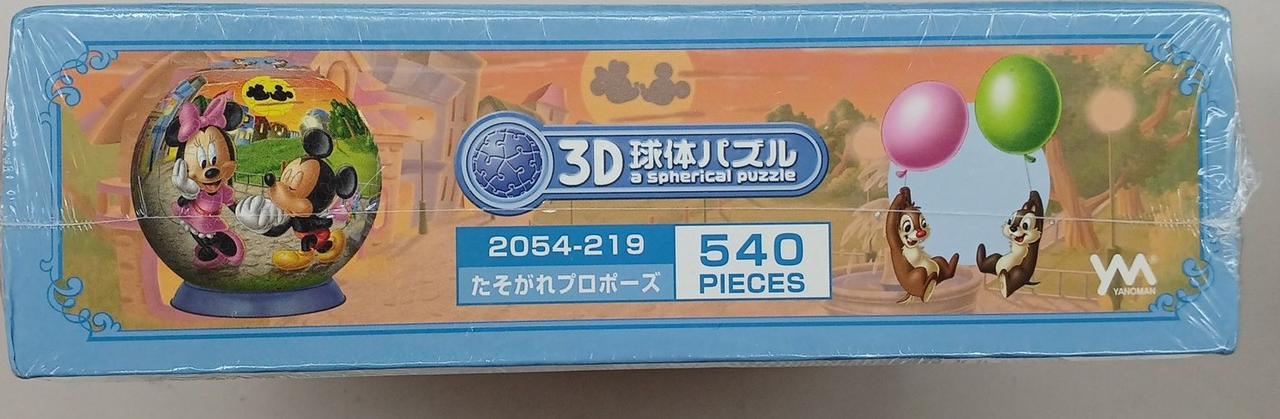 3D 球体パズル
a spherical puzzle
2054-219
たそがれプロポーズ
540
PIECES
YM
YANOMAN